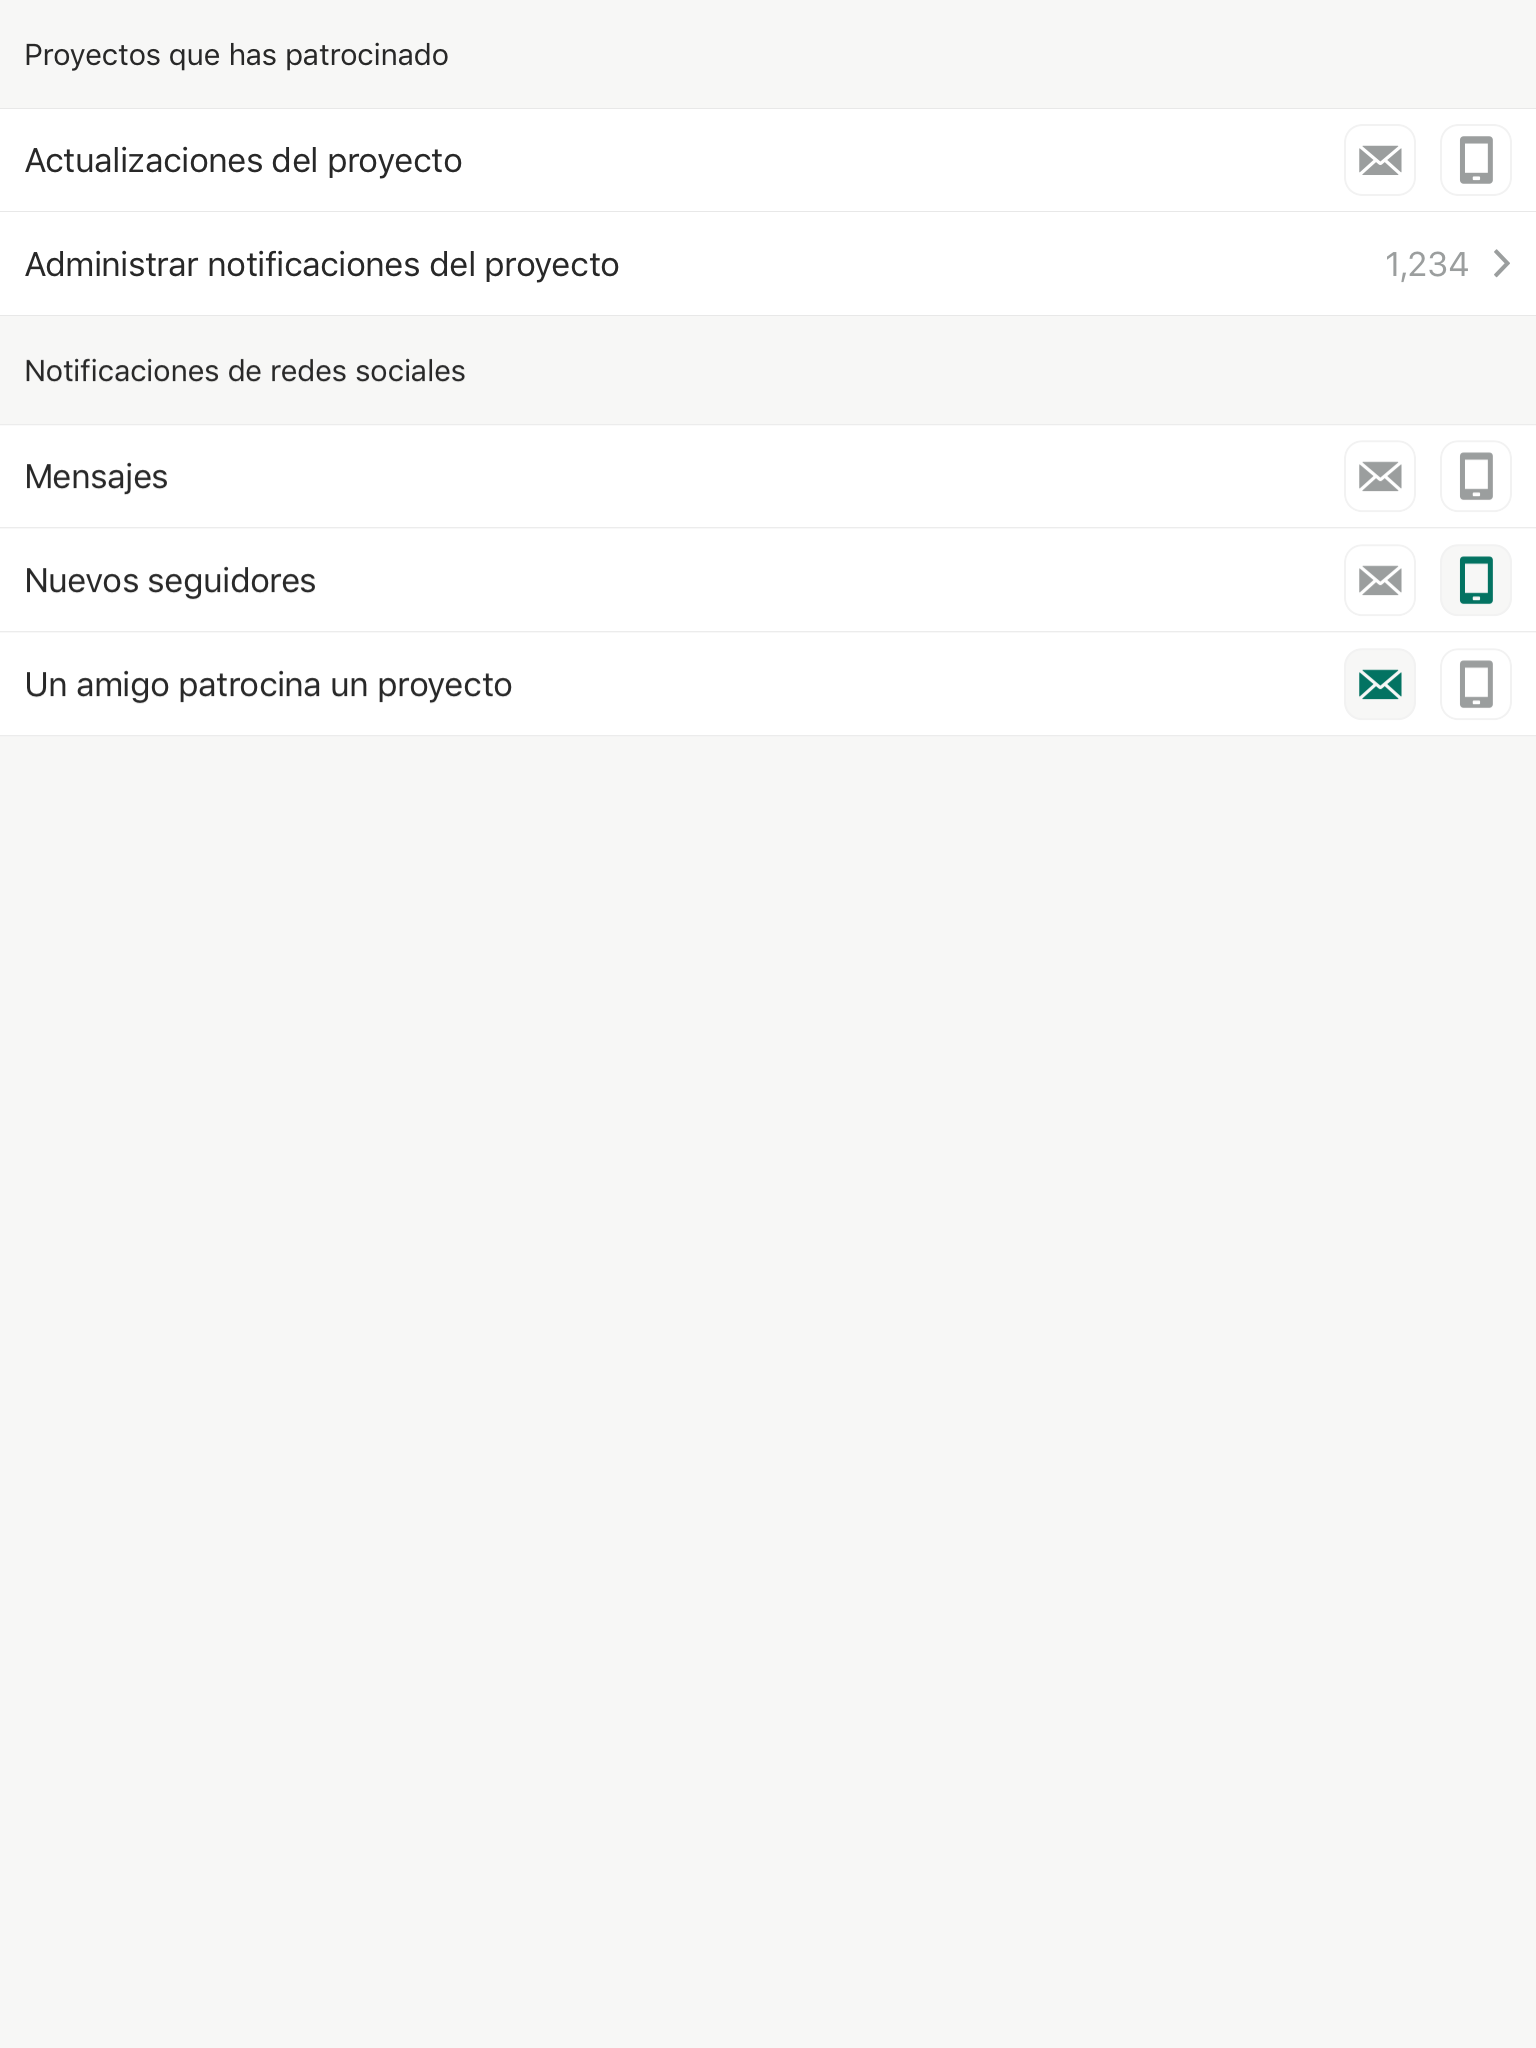 Proyectos que has patrocinado
Actualizaciones del proyecto
Administrar notificaciones del proyecto 1,234
Notificaciones de redes sociales
Mensajes
Nuevos seguidores
Un amigo patrocina un proyecto